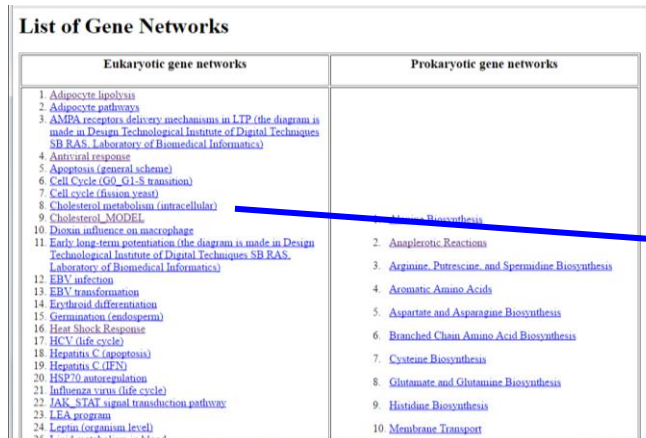 List of Gene Networks
Eukaryotic gene networks
1. Adipocyte lipolysis
2. Adipocyte pathways
3. AMPA receptors delivery mechanisms in LTP (the diagram is
made in Design Technological Institute of Digital Techniques
SB RAS, Laboratory of Biomedical Informatics)
4. Antiviral response
5. Apoptosis (general scheme)
6. Cell Cycle (G0_G1-S transition)
7. Cell cycle (fission yeast)
8. Cholesterol metabolism (intracellular)
9. Cholesterol_MODEL
10. Dioxin influence on macrophage
11. Early long-term potentiation (the diagram is made in Design
Technological Institute of Digital Techniques SB RAS,
Laboratory of Biomedical Informatics)
12. EBV infection
13. EBV transformation
14. Erythroid differentiation
15. Germination (endosperm)
16. Heat Shock Response
17. HCV (life cycle)
18. Hepatitis C (apoptosis)
19. Hepatitis C (IFN)
20. HSP70 autoregulation
21. Influenza virus (life cycle)
22. JAK_STAT signal transduction pathway
23. LEA program
24. Leptin (organism level)
Prokaryotic gene networks
Biosynthesis
2. Anaplerotic Reactions
3. Arginine, Putrescine, and Spermidine Biosynthesis
4. Aromatic Amino Acids
5. Aspartate and Asparagine Biosynthesis
6. Branched Chain Amino Acid Biosynthesis
7. Cysteine Biosynthesis
8. Glutamate and Glutamine Biosynthesis
9. Histidine Biosynthesis
10. Membrane Transport